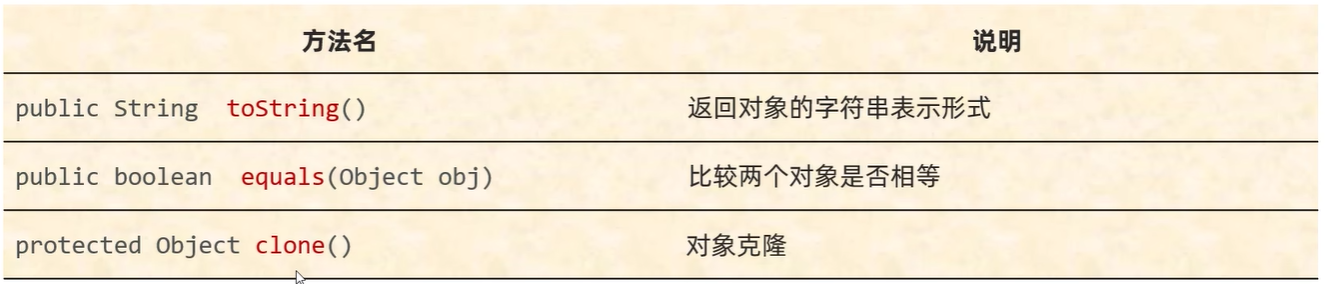 方法名 说明
public String toString() 返回对象的字符串表示形式
public boolean equals(Object obj) 比较两个对象是否相等
protected Object clone() 对象克隆